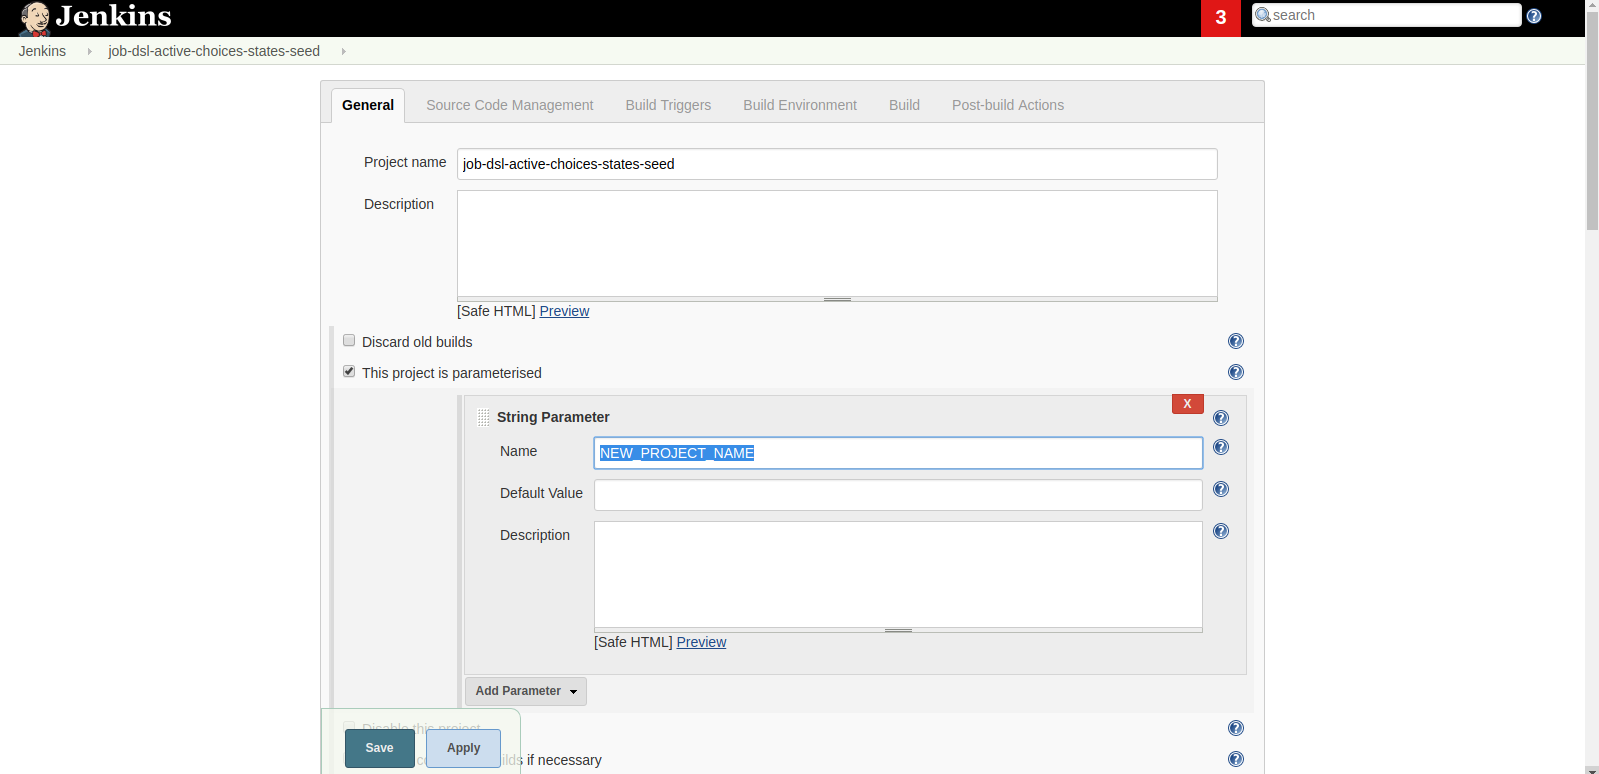 Jenkins
3
search
Jenkins
job-dsl-active-choices-states-seed
General Source Code Management Build Triggers Build Environment Build Post-build Actions
Project name job-dsl-active-choices-states-seed
Description
[Safe HTML] Preview
Discard old builds
This project is parameterised
X
String Parameter
Name NEW_PROJECT_NAME
Default Value
Description
[Safe HTML] Preview
Add Parameter
Disable this project
Save Apply
if necessary